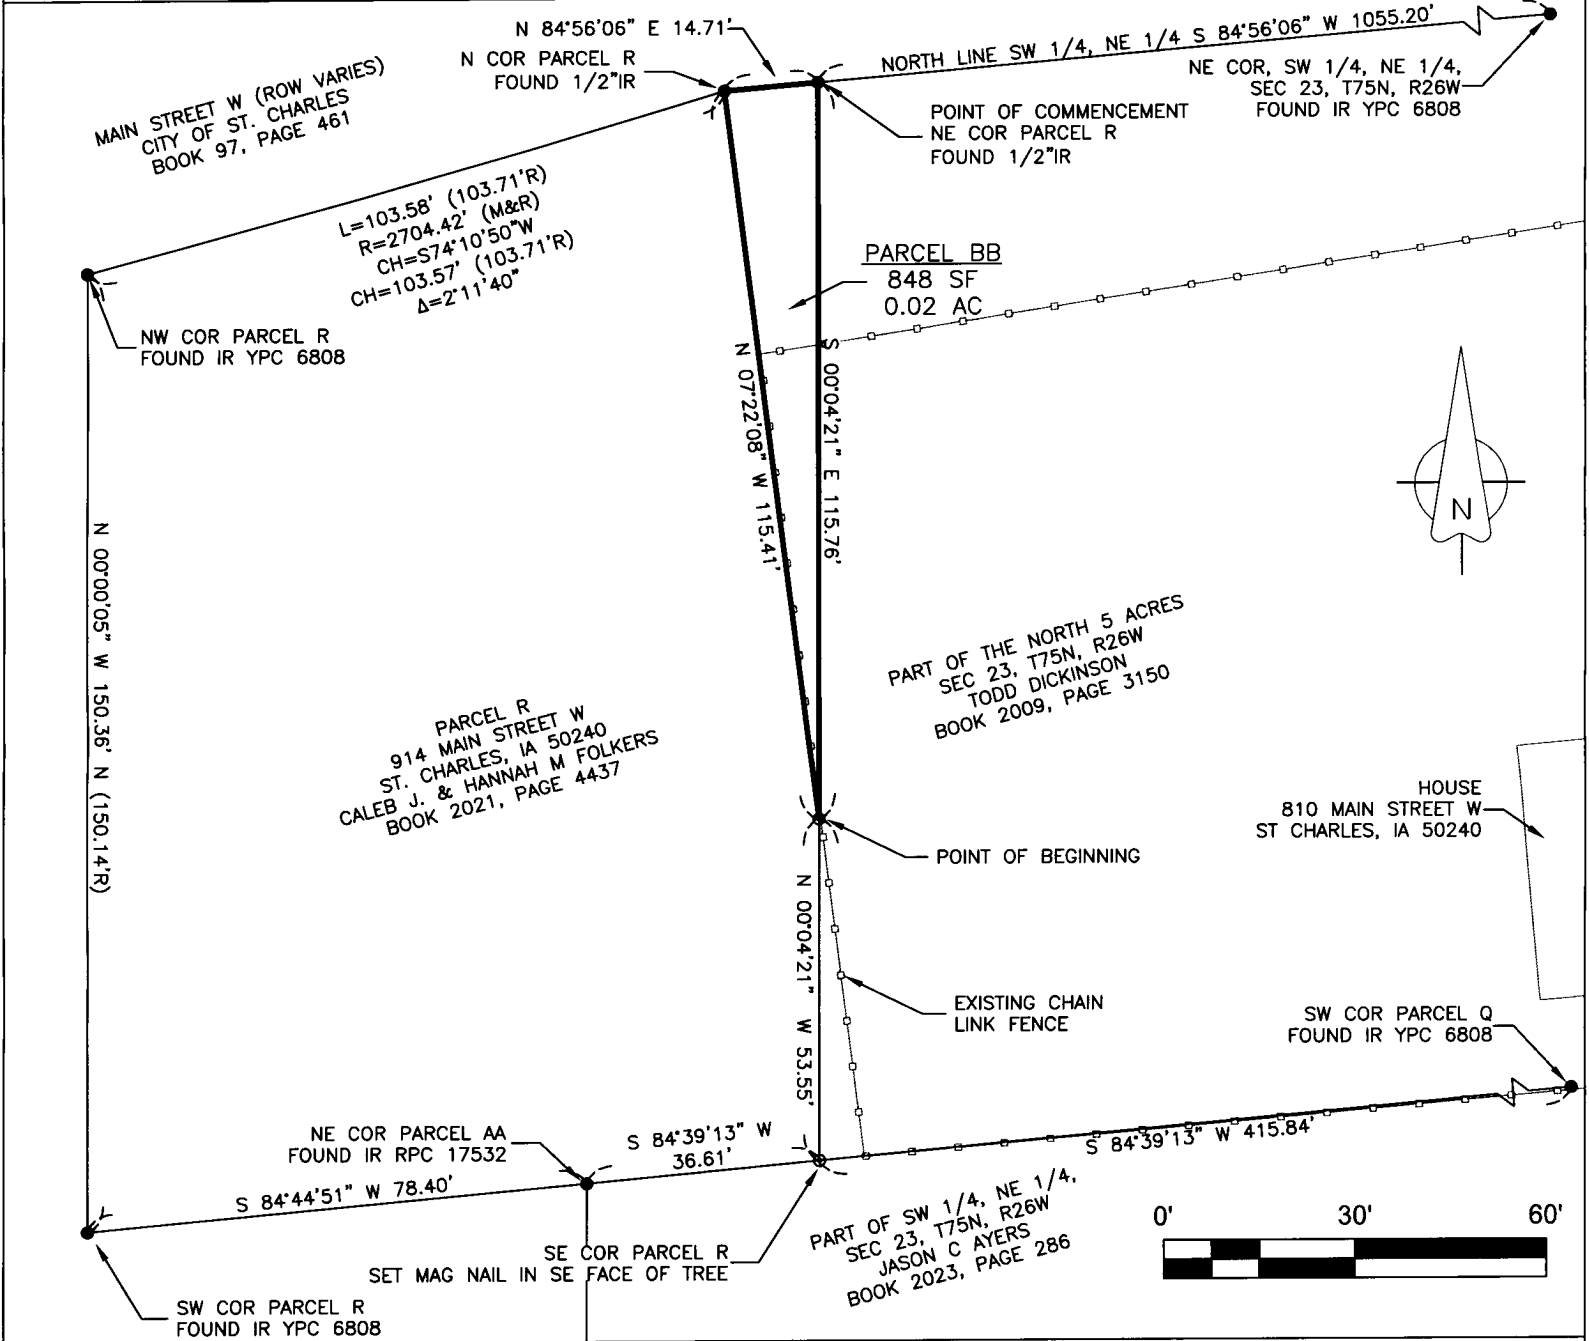 N 84°56'06" E 14.71'
N COR PARCEL R
FOUND 1/2"IR
NORTH LINE SW 1/4, NE 1/4 S 84°56'06" W 1055.20'
NE COR, SW 1/4, NE 1/4,
SEC 23, T75N, R26W
FOUND IR YPC 6808
MAIN STREET W (ROW VARIES)
CITY OF ST. CHARLES
BOOK 97, PAGE 461
POINT OF COMMENCEMENT
NE COR PARCEL R
FOUND 1/2"IR
L=103.58' (103.71'R)
R=2704.42' (M&R)
CH=S74°10'50"W
CH=103.57' (103.71'R)
Δ=2°11'40"
PARCEL BB
848 SF
0.02 AC
NW COR PARCEL R
FOUND IR YPC 6808
N 07°22'08" W 115.41'
S 00°04'21" E 115.76'
N
N 00°00'05" W 150.36' N (150.14'R)
PART OF THE NORTH 5 ACRES
SEC 23, T75N, R26W
TODD DICKINSON
BOOK 2009, PAGE 3150
PARCEL R
914 MAIN STREET W
ST. CHARLES, IA 50240
CALEB J. & HANNAH M FOLKERS
BOOK 2021, PAGE 4437
HOUSE
810 MAIN STREET W
ST CHARLES, IA 50240
POINT OF BEGINNING
N 00°04'21" W 53.55'
EXISTING CHAIN
LINK FENCE
SW COR PARCEL Q
FOUND IR YPC 6808
NE COR PARCEL AA
FOUND IR RPC 17532
S 84°39'13" W
36.61'
S 84°39'13" W 415.84'
S 84°44'51" W 78.40'
PART OF SW 1/4, NE 1/4,
SEC 23, T75N, R26W
JASON C AYERS
BOOK 2023, PAGE 286
0' 30' 60'
SE COR PARCEL R
SET MAG NAIL IN SE FACE OF TREE
SW COR PARCEL R
FOUND IR YPC 6808